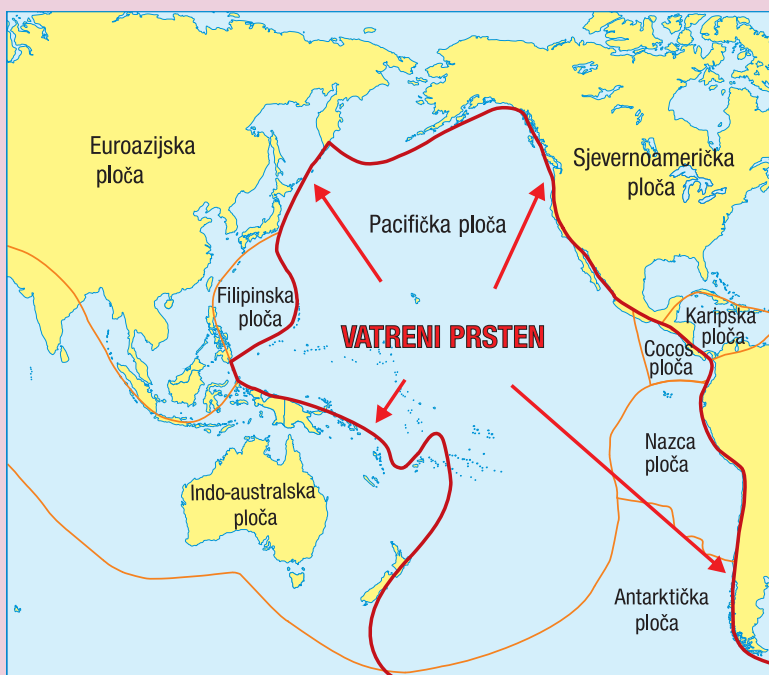 Euroazijska
ploča
Sjevernoamerička
ploča
Pacifička ploča
Filipinska
ploča
Karipska
ploča
VATRENI PRSTEN
Cocos
ploča
Nazca
ploča
Indo-australska
ploča
Antarktička
ploča